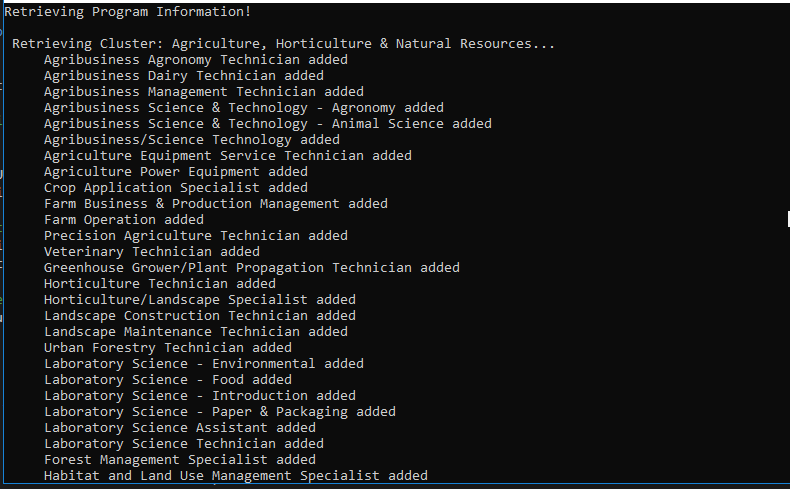 Retrieving Program Information!
Retrieving Cluster: Agriculture, Horticulture & Natural Resources...
Agribusiness Agronomy Technician added
Agribusiness Dairy Technician added
Agribusiness Management Technician added
Agribusiness Science & Technology - Agronomy added
Agribusiness Science & Technology - Animal Science added
Agribusiness/Science Technology added
Agriculture Equipment Service Technician added
Agriculture Power Equipment added
Crop Application Specialist added
Farm Business & Production Management added
Farm Operation added
Precision Agriculture Technician added
Veterinary Technician added
Greenhouse Grower/Plant Propagation Technician added
Horticulture Technician added
Horticulture/Landscape Specialist added
Landscape Construction Technician added
Landscape Maintenance Technician added
Urban Forestry Technician added
Laboratory Science - Environmental added
Laboratory Science - Food added
Laboratory Science - Introduction added
Laboratory Science - Paper & Packaging added
Laboratory Science Assistant added
Laboratory Science Technician added
Forest Management Specialist added
Habitat and Land Use Management Specialist added